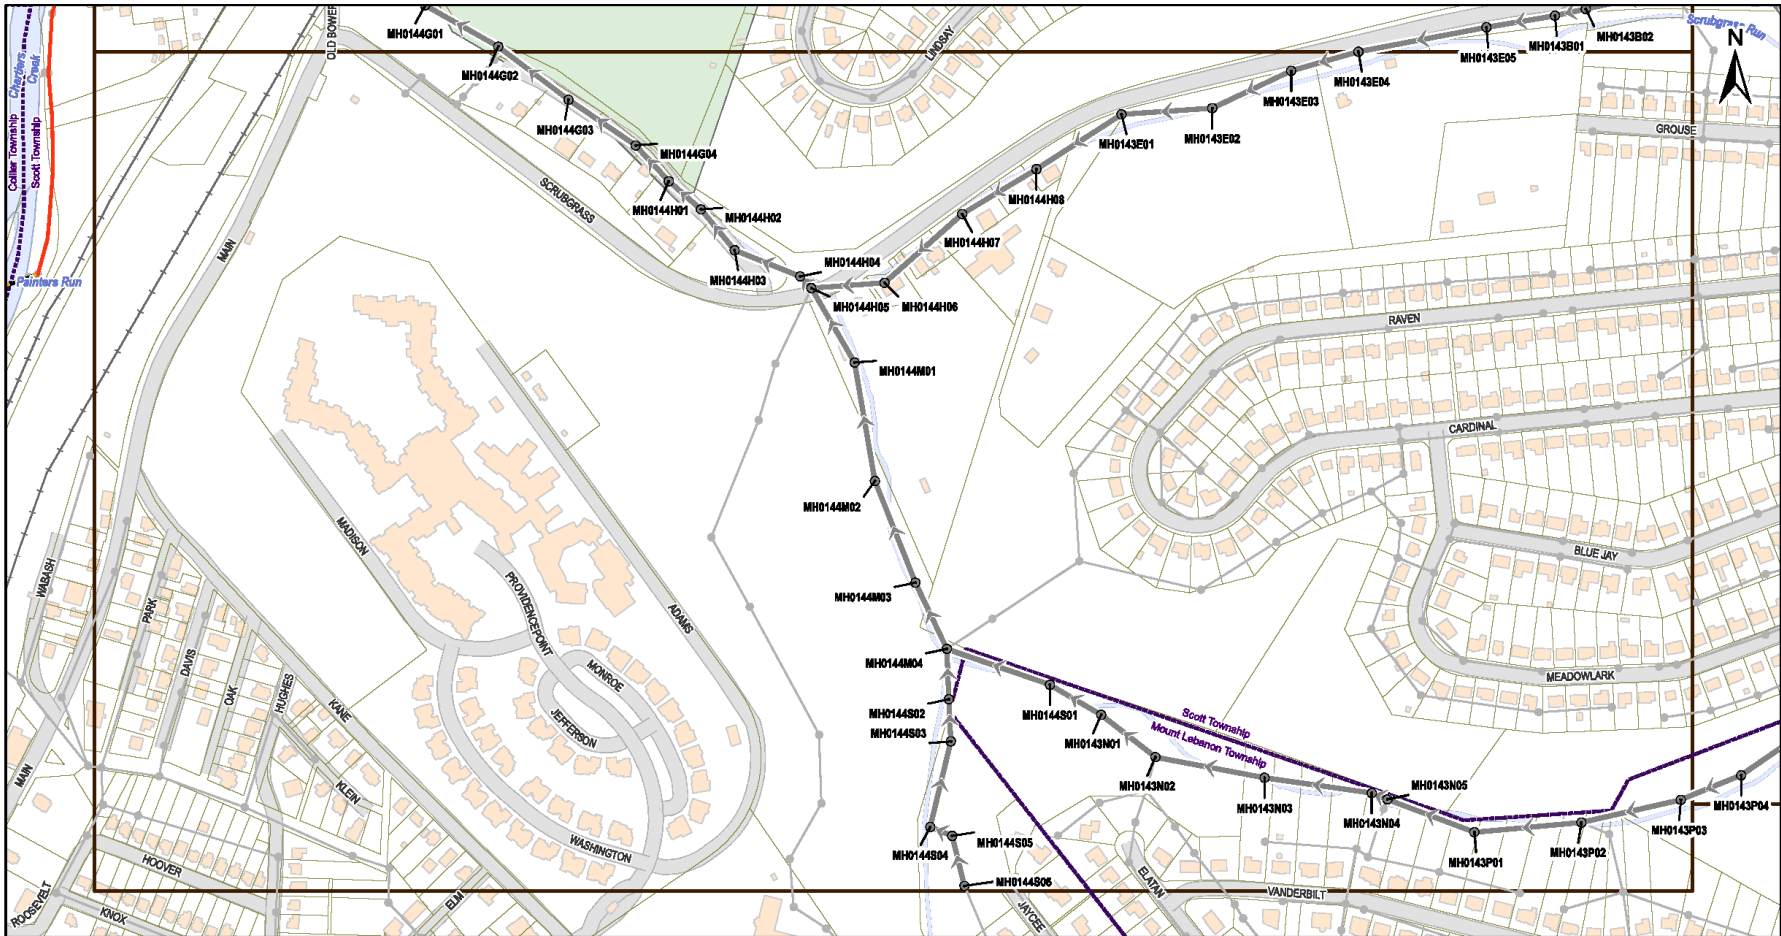 MH0144G01
OLD BOWER
LINDSAY
MH0143B02
Scrubgrass Run
MH0143B01
N
Chartiers
Creek
MH0144G02
MH0143E05
MH0143E04
MH0143E03
MH0144G03
MH0143E02
MH0143E01
GROUSE
Collier Township
Scott Township
MH0144G04
SCRUBGRASS
MH0144H01
MH0144H02
MH0144H08
MH0144H07
MAIN
MH0144H03
MH0144H04
Painters Run
MH0144H05
MH0144H06
RAVEN
MH0144M01
CARDINAL
MH0144M02
MADISON
BLUE JAY
WABASH
PROVIDENCEPOINT
ADAMS
MH0144M03
PARK
DAVIS
OAK
HUGHES
KANE
MONROE
JEFFERSON
MH0144M04
MEADOWLARK
MH0144S02
MH0144S01
Scott Township
Mount Lebanon Township
MH0144S03
MH0143N01
MAIN
KLEIN
MH0143N02
MH0143N03
MH0143N05
MH0143N04
MH0143P04
MH0143P03
WASHINGTON
MH0144S04
MH0144S05
MH0143P01
MH0143P02
HOOVER
ELATAN
MH0144S06
VANDERBILT
ROOSEVELT
KNOX
ELM
JAYCEE